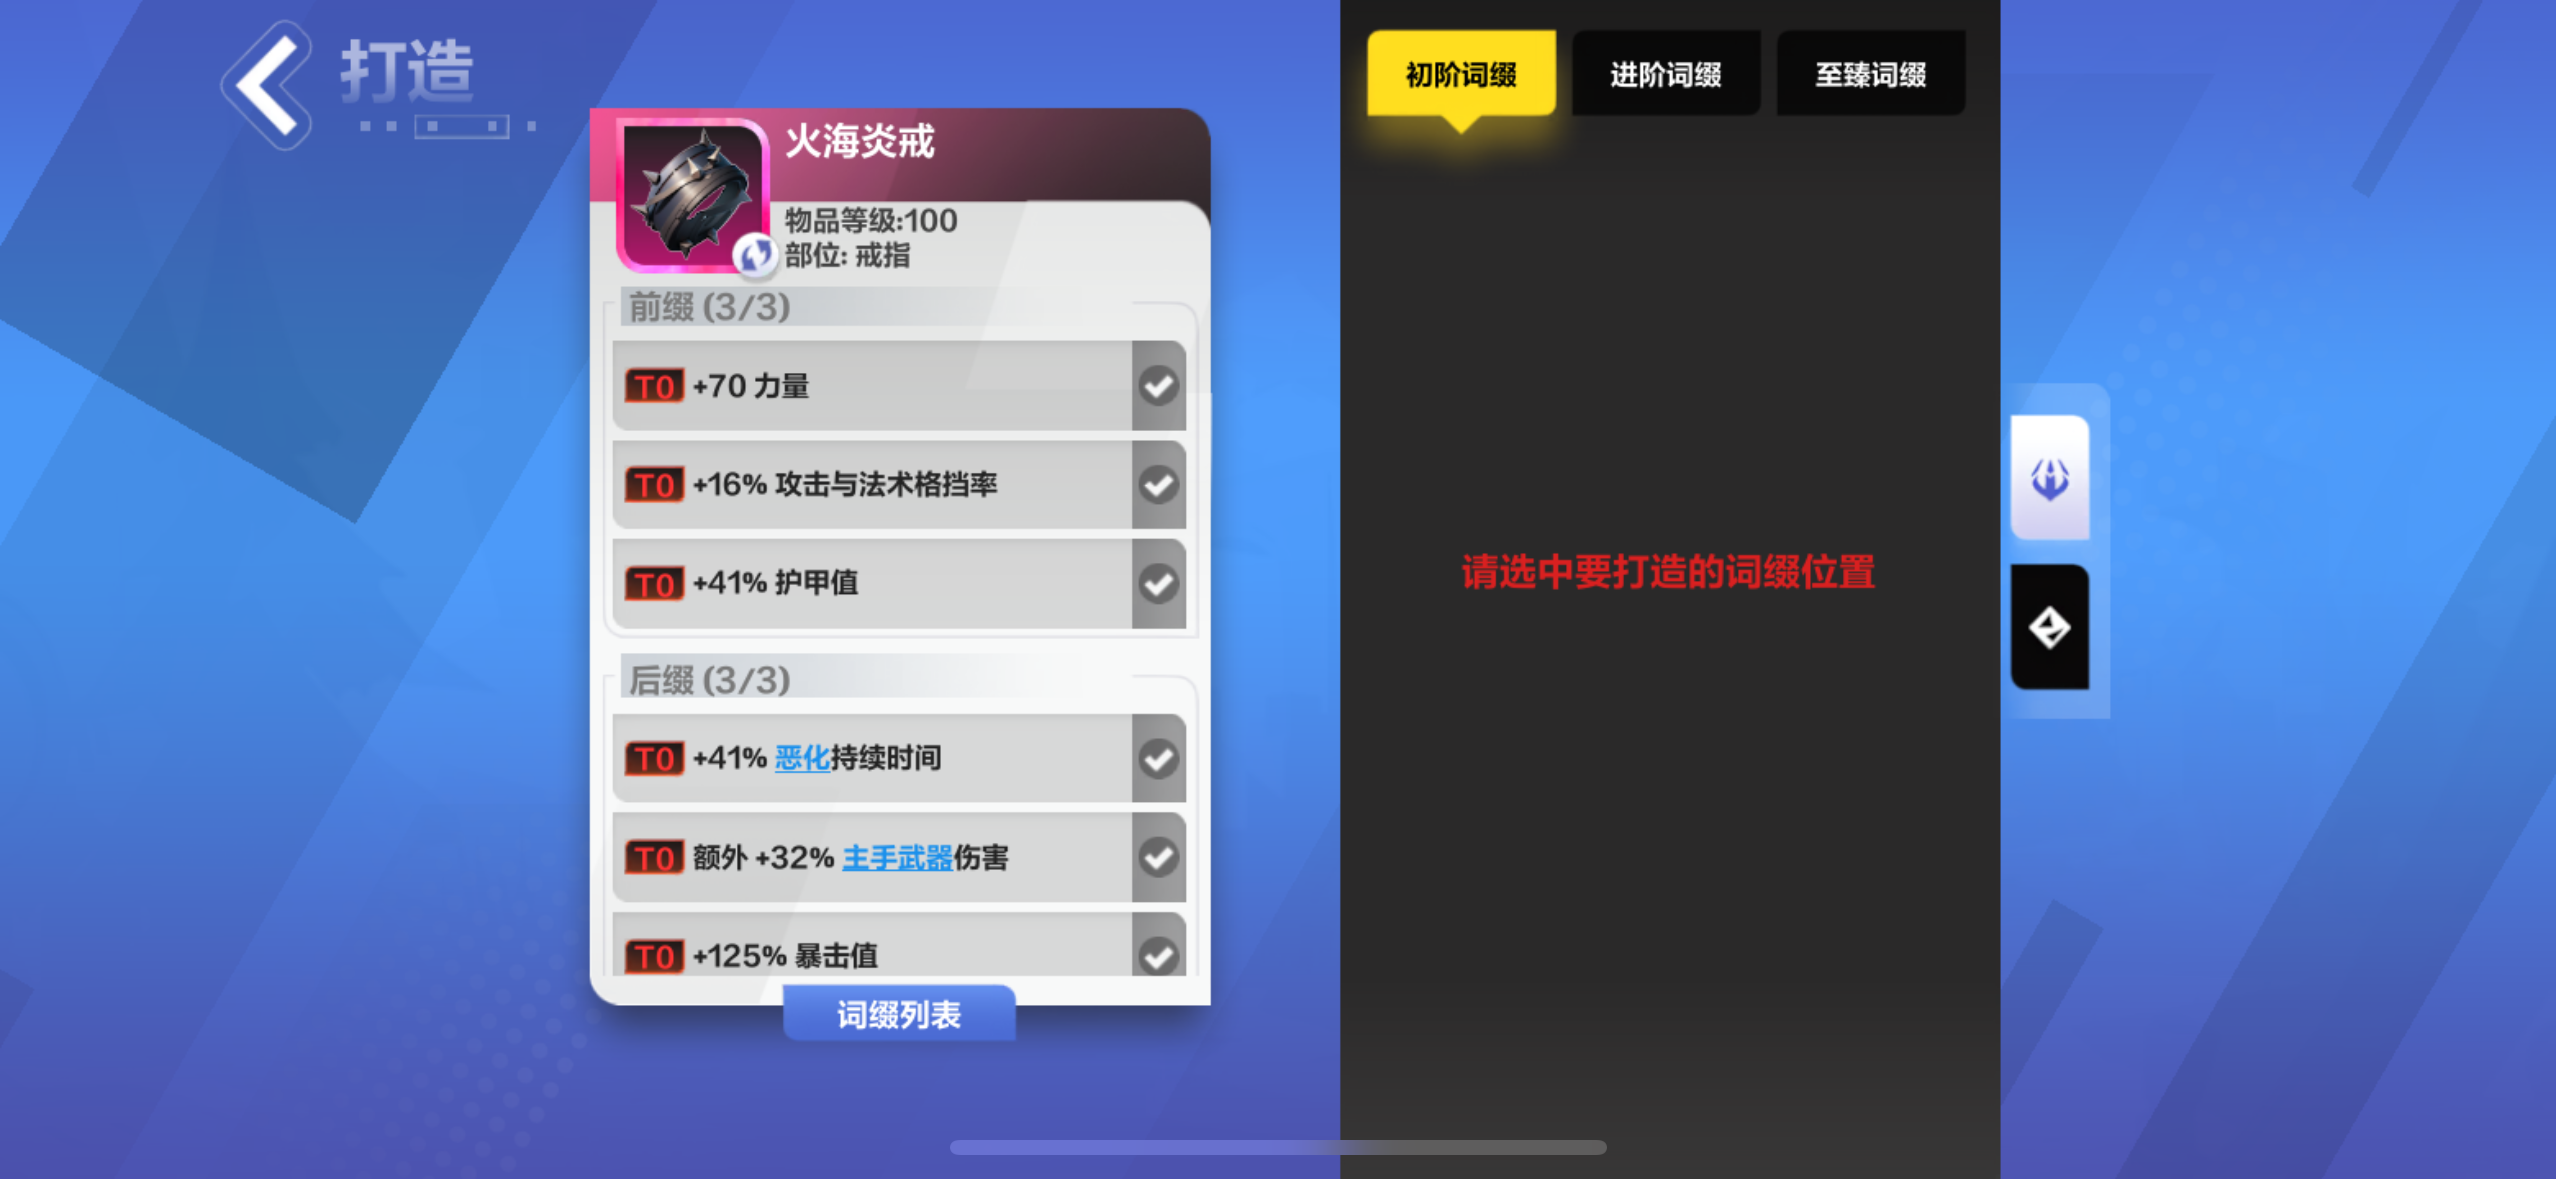 打造
初阶词缀
进阶词缀
至臻词缀
火海炎戒
物品等级:100
部位: 戒指
前缀 (3/3)
T0 +70 力量
T0 +16% 攻击与法术格挡率
T0 +41% 护甲值
后缀 (3/3)
T0 +41% 恶化持续时间
T0 额外 +32% 主手武器伤害
T0 +125% 暴击值
词缀列表
请选中要打造的词缀位置